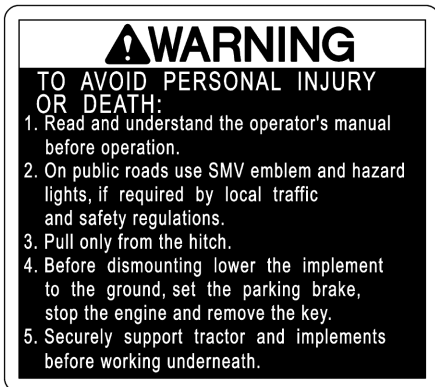 WARNING
TO AVOID PERSONAL INJURY
OR DEATH:
1. Read and understand the operator's manual
before operation.
2. On public roads use SMV emblem and hazard
lights, if required by local traffic
and safety regulations.
3. Pull only from the hitch.
4. Before dismounting lower the implement
to the ground, set the parking brake,
stop the engine and remove the key.
5. Securely support tractor and implements
before working underneath.